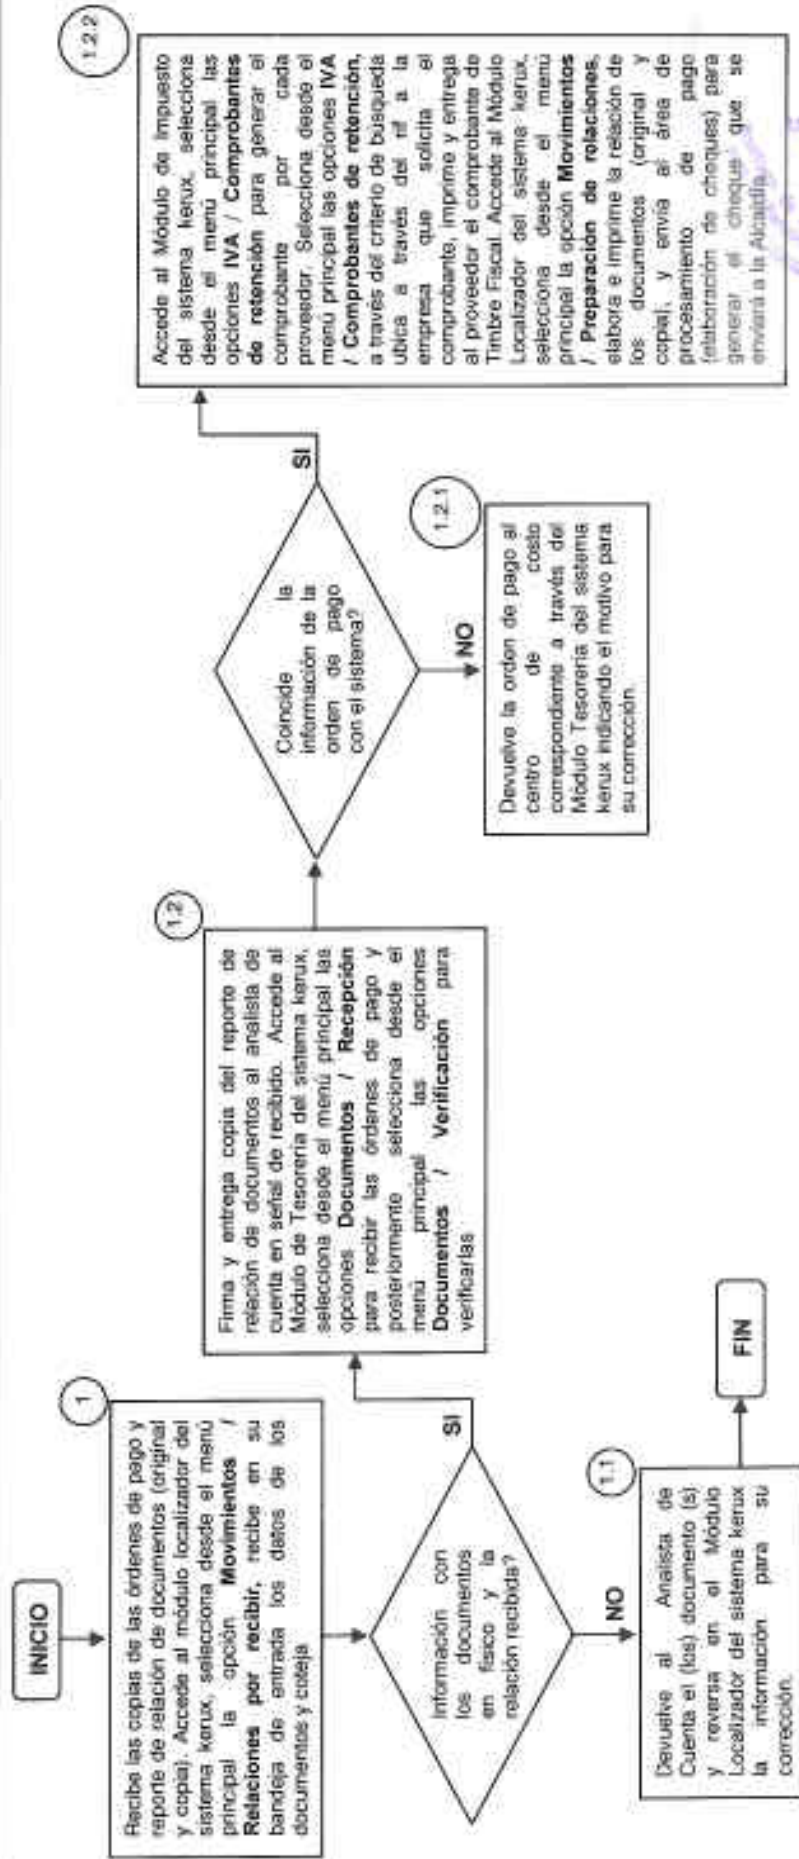 INICIO
1
Recibe las copias de las órdenes de pago y
reporte de relación de documentos (original
y copia). Accede al módulo localizador del
sistema kerux, selecciona desde el menú
principal la opción Movimientos /
Relaciones por recibir, recibe en su
bandeja de entrada los datos de los
documentos y coteja
Información con
los documentos
en físico y la
relación recibida?
SI
NO
1.1
Devuelve al Analista de
Cuenta el (los) documento (s)
y reversa en el Módulo
Localizador del sistema kerux
la información para su
corrección.
FIN
1.2
Firma y entrega copia del reporte de
relación de documentos al analista de
cuenta en señal de recibido. Accede al
Módulo de Tesorería del sistema kerux,
selecciona desde el menú principal las
opciones Documentos / Recepción
para recibir las órdenes de pago y
posteriormente selecciona desde el
menú principal las opciones
Documentos / Verificación para
verificarlas
Coincide la
información de la
orden de pago
con el sistema?
SI
NO
1.2.1
Devuelve la orden de pago al
centro de costo
correspondiente a través del
Módulo Tesorería del sistema
kerux indicando el motivo para
su corrección.
1.2.2
Accede al Módulo de Impuesto
del sistema kerux, selecciona
desde el menú principal las
opciones IVA / Comprobantes
de retención para generar el
comprobante por cada
proveedor. Selecciona desde el
menú principal las opciones IVA
/ Comprobantes de retención,
a través del criterio de búsqueda
ubica a través del rif a la
empresa que solicita el
comprobante, imprime y entrega
al proveedor el comprobante de
Timbre Fiscal. Accede al Módulo
Localizador del sistema kerux,
selecciona desde el menú
principal la opción Movimientos
/ Preparación de relaciones,
elabora e imprime la relación de
los documentos (original y
copia), y envía al área de
procesamiento de pago
(elaboración de cheques) para
generar el cheque que se
enviará a la Alcaldía.